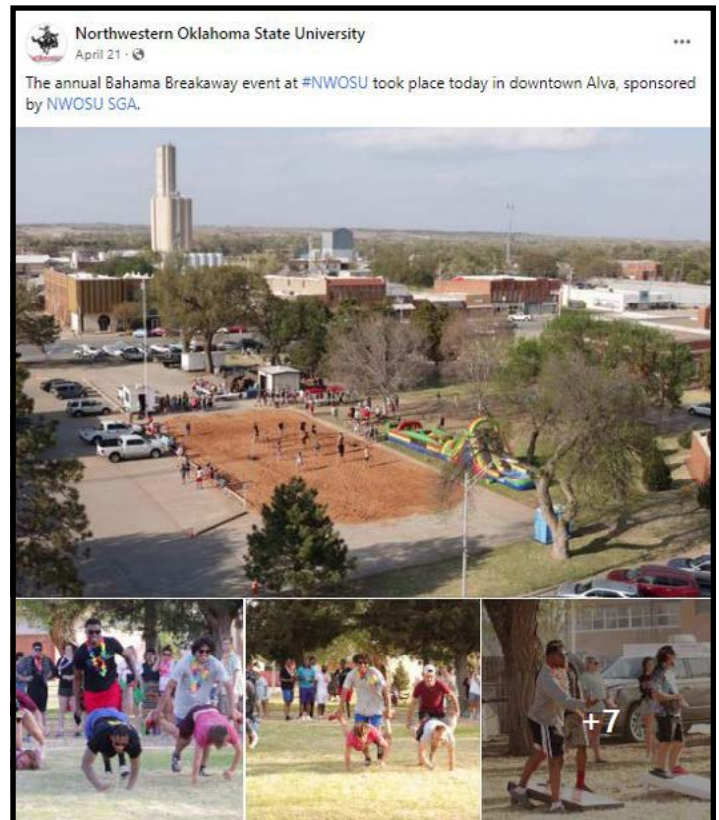 Northwestern Oklahoma State University
April 21 ·
The annual Bahama Breakaway event at #NWOSU took place today in downtown Alva, sponsored
by NWOSU SGA.
+7